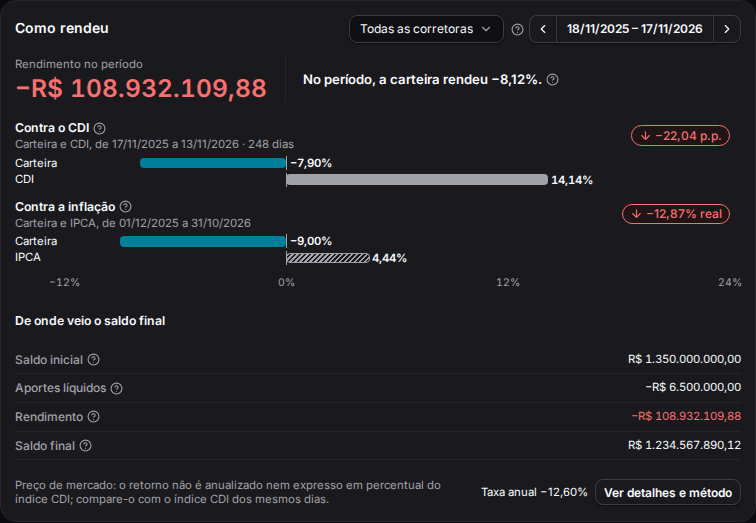 Como rendeu
Todas as corretoras
18/11/2025 – 17/11/2026
Rendimento no período
−R$ 108.932.109,88
No período, a carteira rendeu −8,12%.
Contra o CDI
Carteira e CDI, de 17/11/2025 a 13/11/2026 · 248 dias
−22,04 p.p.
Carteira
−7,90%
CDI
14,14%
Contra a inflação
Carteira e IPCA, de 01/12/2025 a 31/10/2026
−12,87% real
Carteira
−9,00%
IPCA
4,44%
−12%
0%
12%
24%
De onde veio o saldo final
Saldo inicial
R$ 1.350.000.000,00
Aportes líquidos
−R$ 6.500.000,00
Rendimento
−R$ 108.932.109,88
Saldo final
R$ 1.234.567.890,12
Preço de mercado: o retorno não é anualizado nem expresso em percentual do
índice CDI; compare-o com o índice CDI dos mesmos dias.
Taxa anual −12,60%
Ver detalhes e método